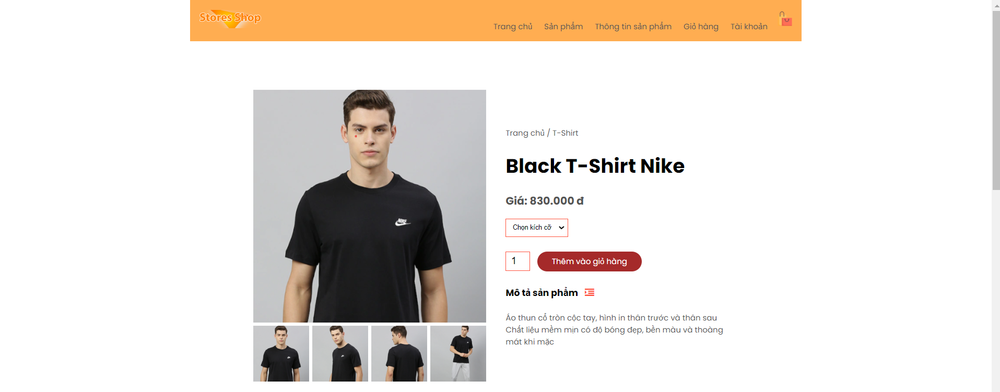 Stores Shop
Trang chủ Sản phẩm Thông tin sản phẩm Giỏ hàng Tài khoản
Trang chủ / T-Shirt
Black T-Shirt Nike
Giá: 830.000 đ
Chọn kích cỡ
1
Thêm vào giỏ hàng
Mô tả sản phẩm
Áo thun cổ tròn cộc tay, hình in thân trước và thân sau
Chất liệu mềm mịn có độ bóng đẹp, bền màu và thoàng
mát khi mặc
NIKE